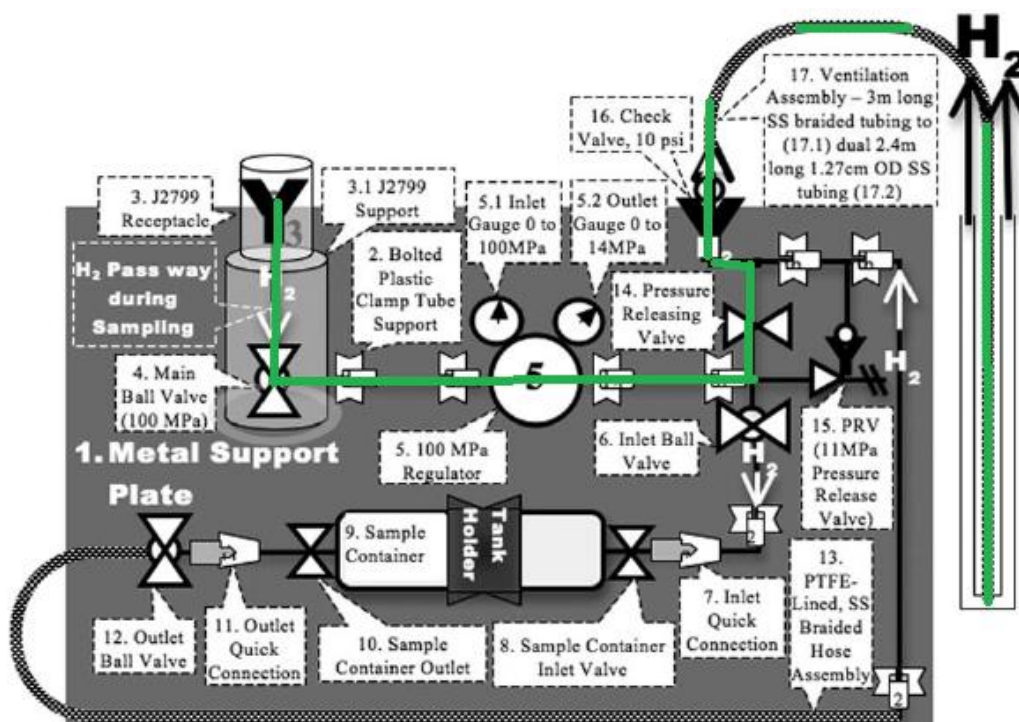 H2
17. Ventilation
Assembly – 3m long
SS braided tubing to
(17.1) dual 2.4m
long 1.27cm OD SS
tubing (17.2)
16. Check
Valve, 10 psi
3. J2799
Receptacle
3.1 J2799
Support
5.1 Inlet
Gauge 0 to
100MPa
5.2 Outlet
Gauge 0 to
14MPa
3
H2
2. Bolted
Plastic
Clamp Tube
Support
H2 Pass way
during
Sampling
14. Pressure
Releasing
Valve
H2
4. Main
Ball Valve
(100 MPa)
5
5. 100 MPa
Regulator
6. Inlet Ball
Valve
H2
15. PRV
(11MPa
Pressure
Release
Valve)
1. Metal Support
Plate
9. Sample
Container
Tank
Holder
2
13.
PTFE-
Lined, SS
Braided
Hose
Assembly
12. Outlet
Ball Valve
11. Outlet
Quick
Connection
10. Sample
Container Outlet
8. Sample Container
Inlet Valve
7. Inlet
Quick
Connection
2